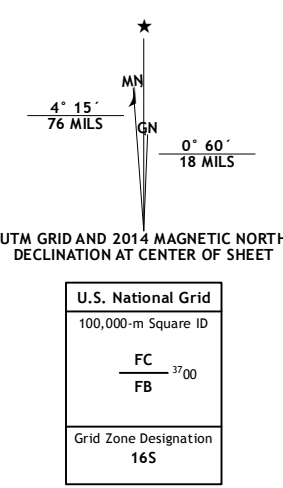 ★
MN
GN
4° 15´
76 MILS
0° 60´
18 MILS
UTM GRID AND 2014 MAGNETIC NORTH
DECLINATION AT CENTER OF SHEET
U.S. National Grid
100,000-m Square ID
FC
3700
FB
Grid Zone Designation
16S